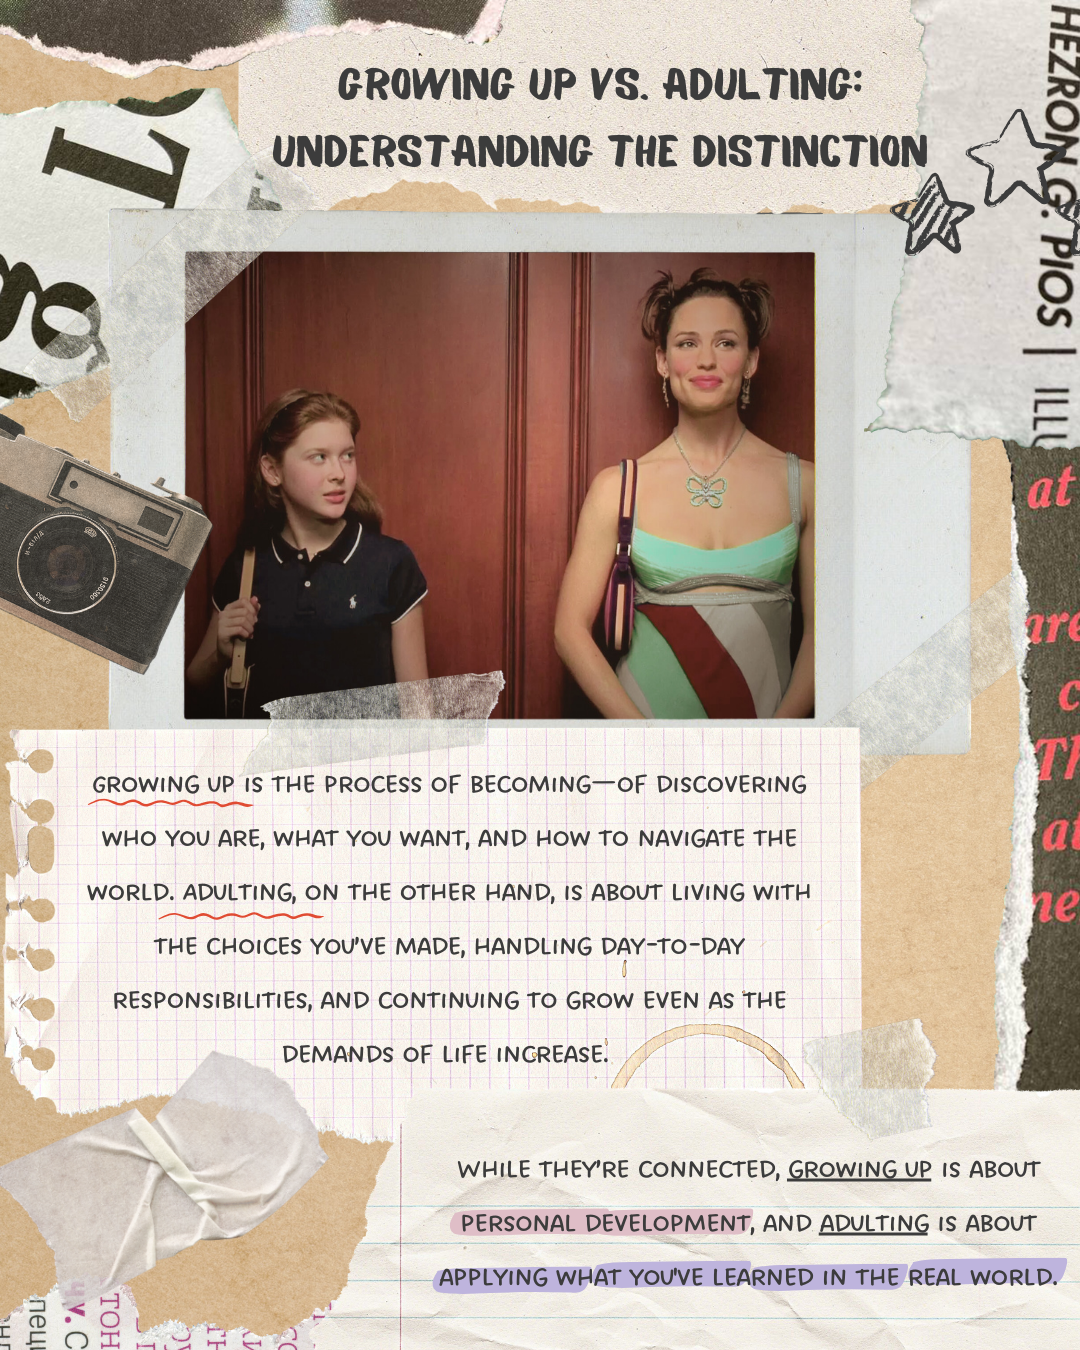 GROWING UP VS. ADULTING:
UNDERSTANDING THE DISTINCTION
HEZRON G. PIOS |
at
Th
at
GROWING UP IS THE PROCESS OF BECOMING—OF DISCOVERING
WHO YOU ARE, WHAT YOU WANT, AND HOW TO NAVIGATE THE
WORLD. ADULTING, ON THE OTHER HAND, IS ABOUT LIVING WITH
THE CHOICES YOU'VE MADE, HANDLING DAY-TO-DAY
RESPONSIBILITIES, AND CONTINUING TO GROW EVEN AS THE
DEMANDS OF LIFE INCREASE.
WHILE THEY'RE CONNECTED, GROWING UP IS ABOUT
PERSONAL DEVELOPMENT, AND ADULTING IS ABOUT
APPLYING WHAT YOU'VE LEARNED IN THE REAL WORLD.